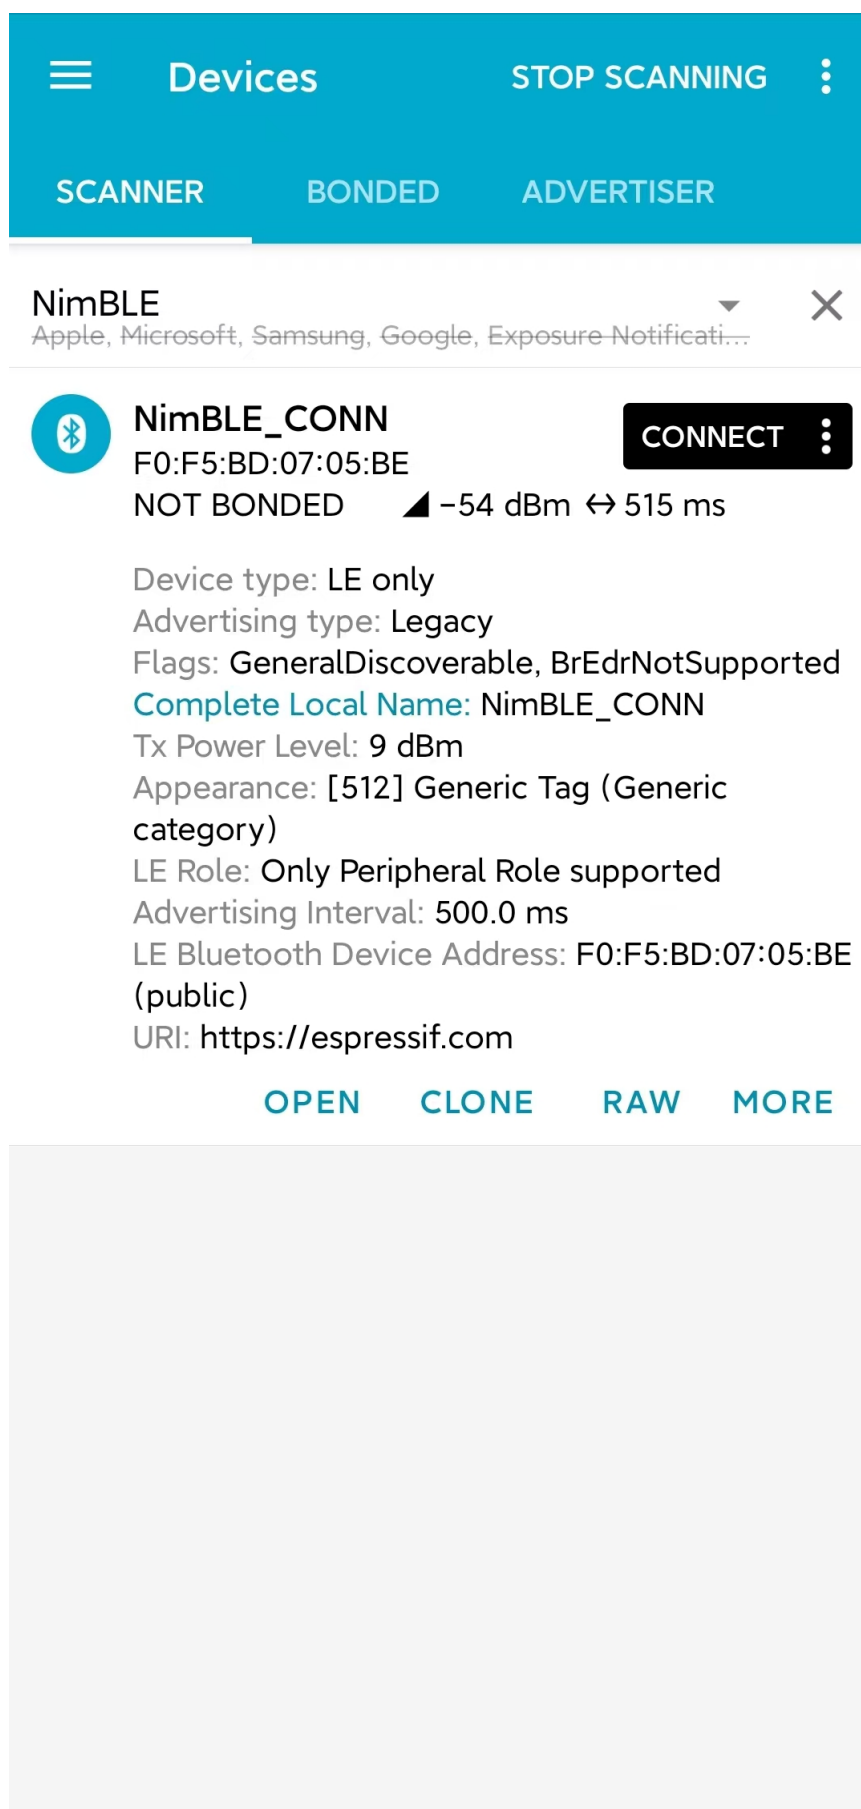 Devices STOP SCANNING
SCANNER BONDED ADVERTISER
NimBLE
Apple, Microsoft, Samsung, Google, Exposure Notificati...
NimBLE_CONN
CONNECT
F0:F5:BD:07:05:BE
NOT BONDED -54 dBm ↔ 515 ms
Device type: LE only
Advertising type: Legacy
Flags: GeneralDiscoverable, BrEdrNotSupported
Complete Local Name: NimBLE_CONN
Tx Power Level: 9 dBm
Appearance: [512] Generic Tag (Generic
category)
LE Role: Only Peripheral Role supported
Advertising Interval: 500.0 ms
LE Bluetooth Device Address: F0:F5:BD:07:05:BE
(public)
URI: https://espressif.com
OPEN CLONE RAW MORE